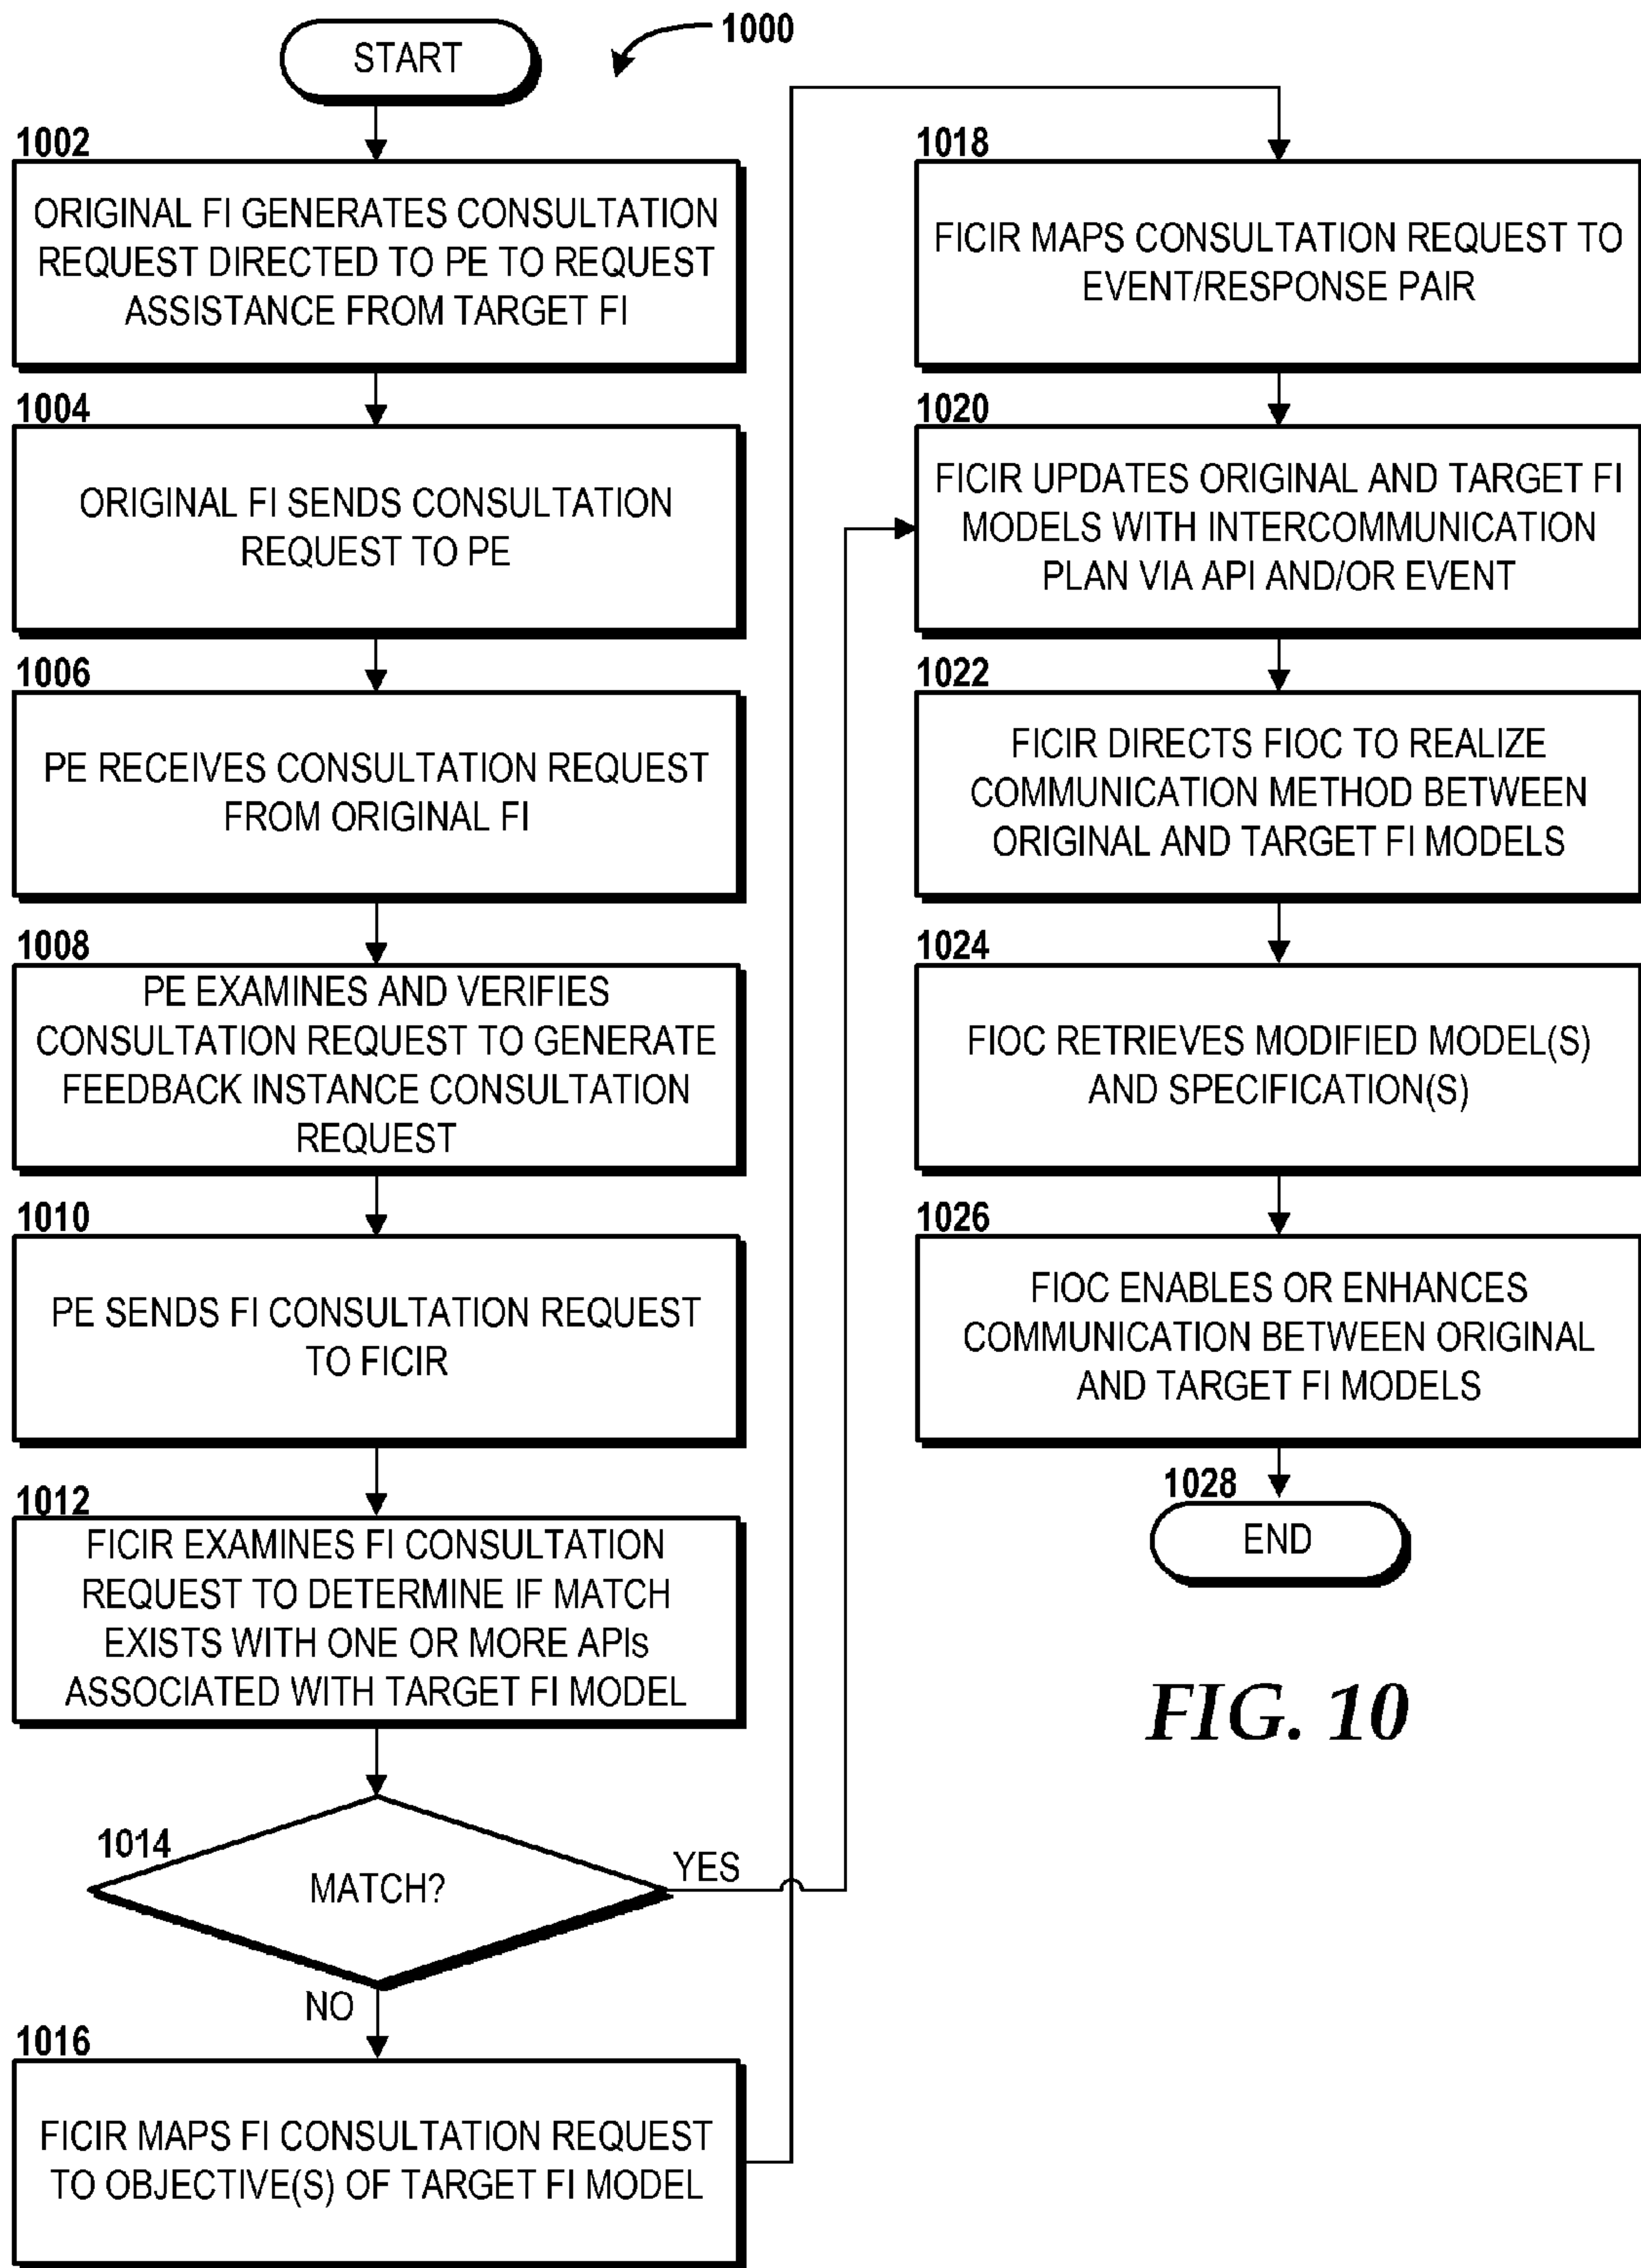 START
1000
1002
ORIGINAL FI GENERATES CONSULTATION
REQUEST DIRECTED TO PE TO REQUEST
ASSISTANCE FROM TARGET FI
1004
ORIGINAL FI SENDS CONSULTATION
REQUEST TO PE
1006
PE RECEIVES CONSULTATION REQUEST
FROM ORIGINAL FI
1008
PE EXAMINES AND VERIFIES
CONSULTATION REQUEST TO GENERATE
FEEDBACK INSTANCE CONSULTATION
REQUEST
1010
PE SENDS FI CONSULTATION REQUEST
TO FICIR
1012
FICIR EXAMINES FI CONSULTATION
REQUEST TO DETERMINE IF MATCH
EXISTS WITH ONE OR MORE APIs
ASSOCIATED WITH TARGET FI MODEL
1014
MATCH?
YES
NO
1016
FICIR MAPS FI CONSULTATION REQUEST
TO OBJECTIVE(S) OF TARGET FI MODEL
1018
FICIR MAPS CONSULTATION REQUEST TO
EVENT/RESPONSE PAIR
1020
FICIR UPDATES ORIGINAL AND TARGET FI
MODELS WITH INTERCOMMUNICATION
PLAN VIA API AND/OR EVENT
1022
FICIR DIRECTS FIOC TO REALIZE
COMMUNICATION METHOD BETWEEN
ORIGINAL AND TARGET FI MODELS
1024
FIOC RETRIEVES MODIFIED MODEL(S)
AND SPECIFICATION(S)
1026
FIOC ENABLES OR ENHANCES
COMMUNICATION BETWEEN ORIGINAL
AND TARGET FI MODELS
1028
END
FIG. 10